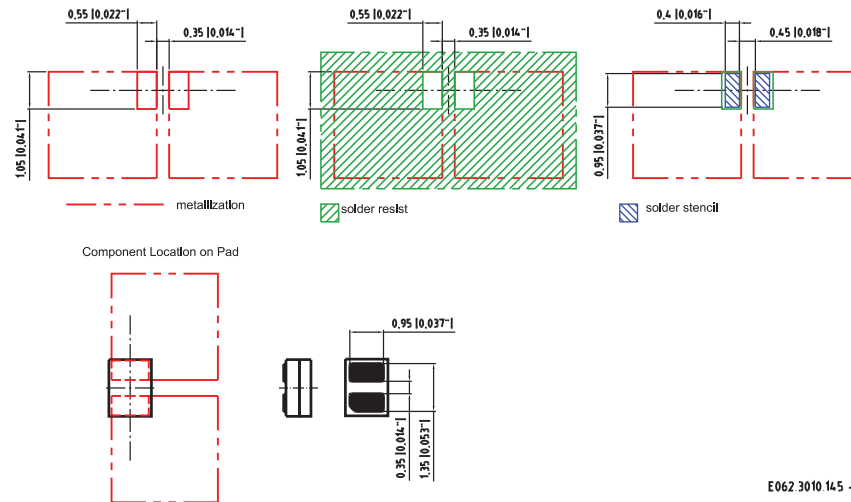 0.55 |0.022"|
0.35 |0.014"|
1.05 |0.041"|
metallization
0.55 |0.022"|
0.35 |0.014"|
1.05 |0.041"|
solder resist
0.4 |0.016"|
0.45 |0.018"|
0.95 |0.037"|
solder stencil
Component Location on Pad
0.95 |0.037"|
0.35 |0.014"|
1.35 |0.053"|
E062.3010.145 -